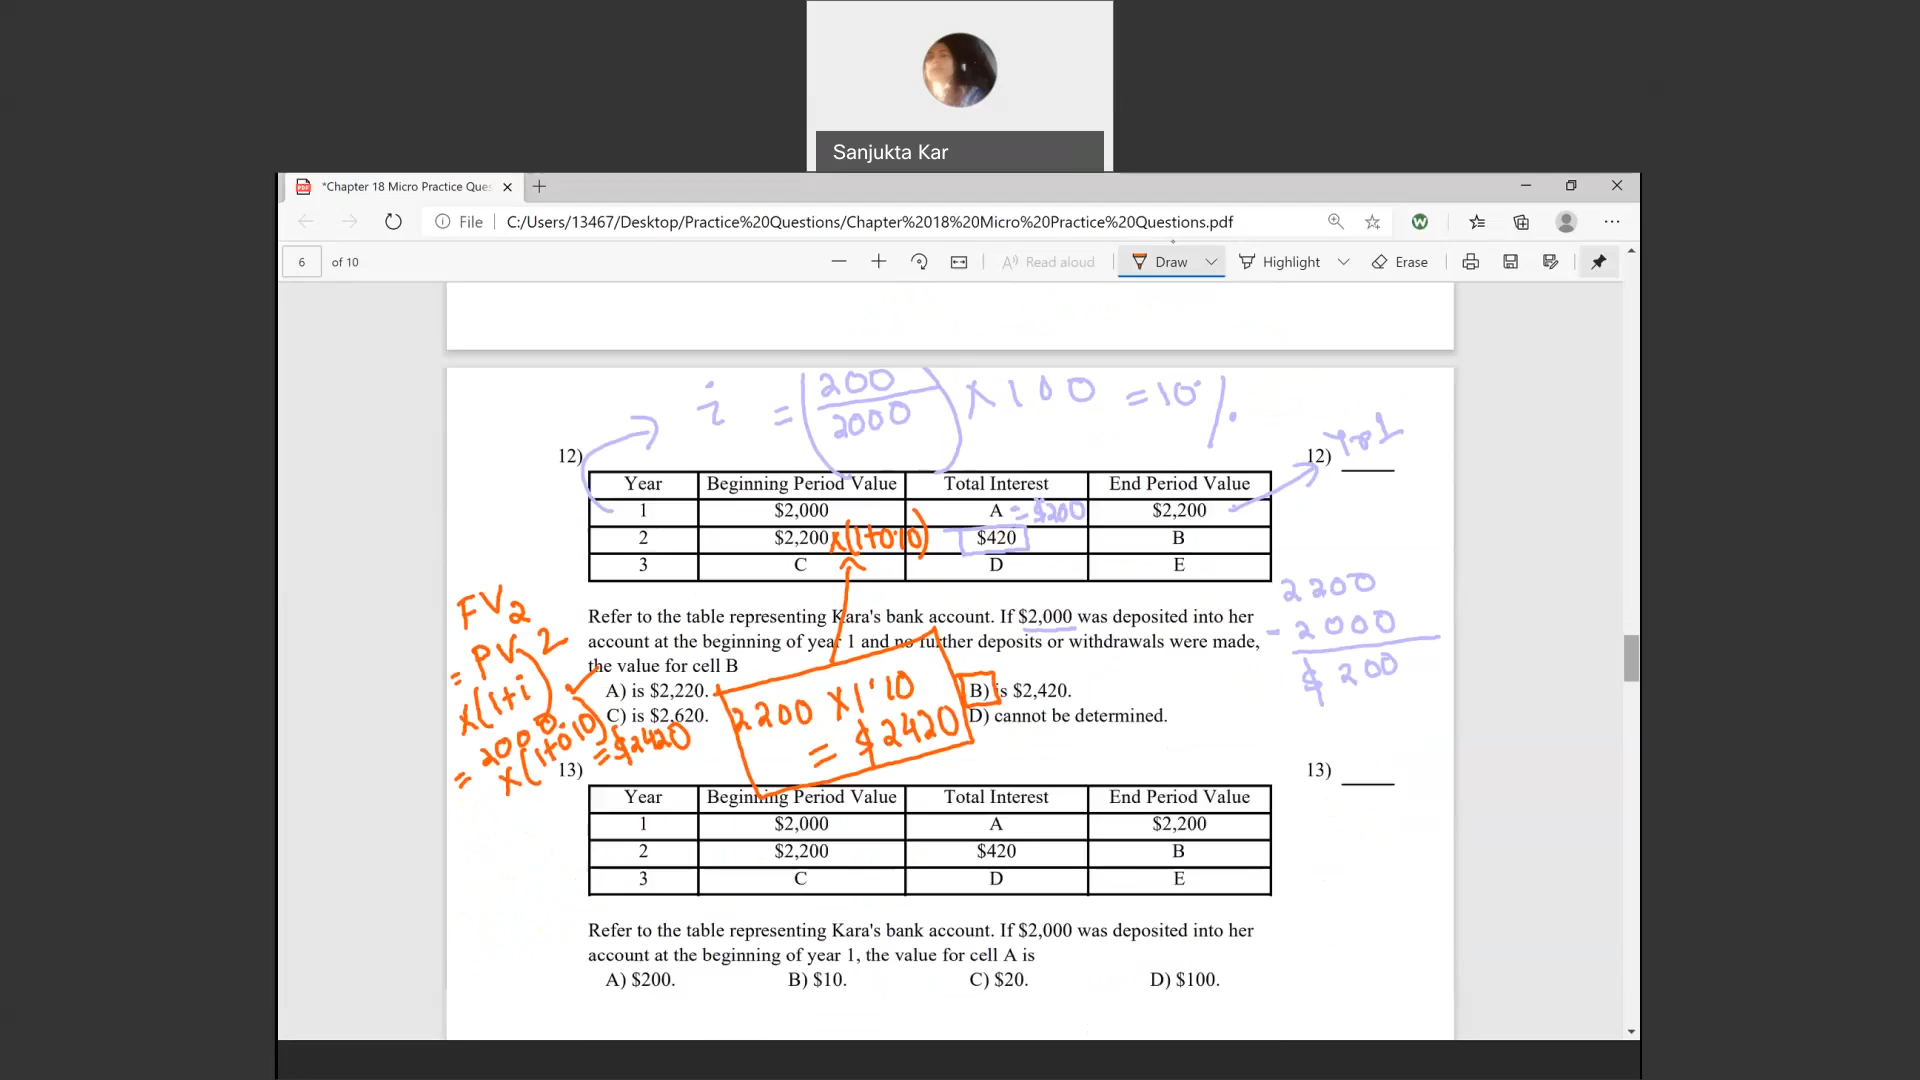 Sanjukta Kar
*Chapter 18 Micro Practice Ques
File C:/Users/13467/Desktop/Practice%20Questions/Chapter%2018%20Micro%20Practice%20Questions.pdf
6 of 10 Read aloud Draw Highlight Erase
i = (200/2000) × 100 = 10%.
Yr 1
12) 12)
Year Beginning Period Value Total Interest End Period Value
1 $2,000 A = $200 $2,200
2 $2,200 x(1+0.10) $420 B
3 C D E
2200
- 2000
$ 200
Refer to the table representing Kara's bank account. If $2,000 was deposited into her
account at the beginning of year 1 and no further deposits or withdrawals were made,
the value for cell B
A) is $2,220. B) is $2,420.
C) is $2,620. D) cannot be determined.
FV2
= PV 2
x(1+i)
= 2000
x(1+0.10)
= $2420
2200 X 1.10
= $2420
13) 13)
Year Beginning Period Value Total Interest End Period Value
1 $2,000 A $2,200
2 $2,200 $420 B
3 C D E
Refer to the table representing Kara's bank account. If $2,000 was deposited into her
account at the beginning of year 1, the value for cell A is
A) $200. B) $10. C) $20. D) $100.